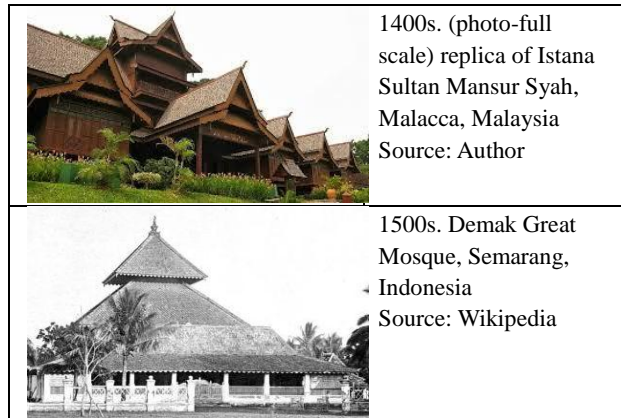 1400s. (photo-full
scale) replica of Istana
Sultan Mansur Syah,
Malacca, Malaysia
Source: Author
1500s. Demak Great
Mosque, Semarang,
Indonesia
Source: Wikipedia